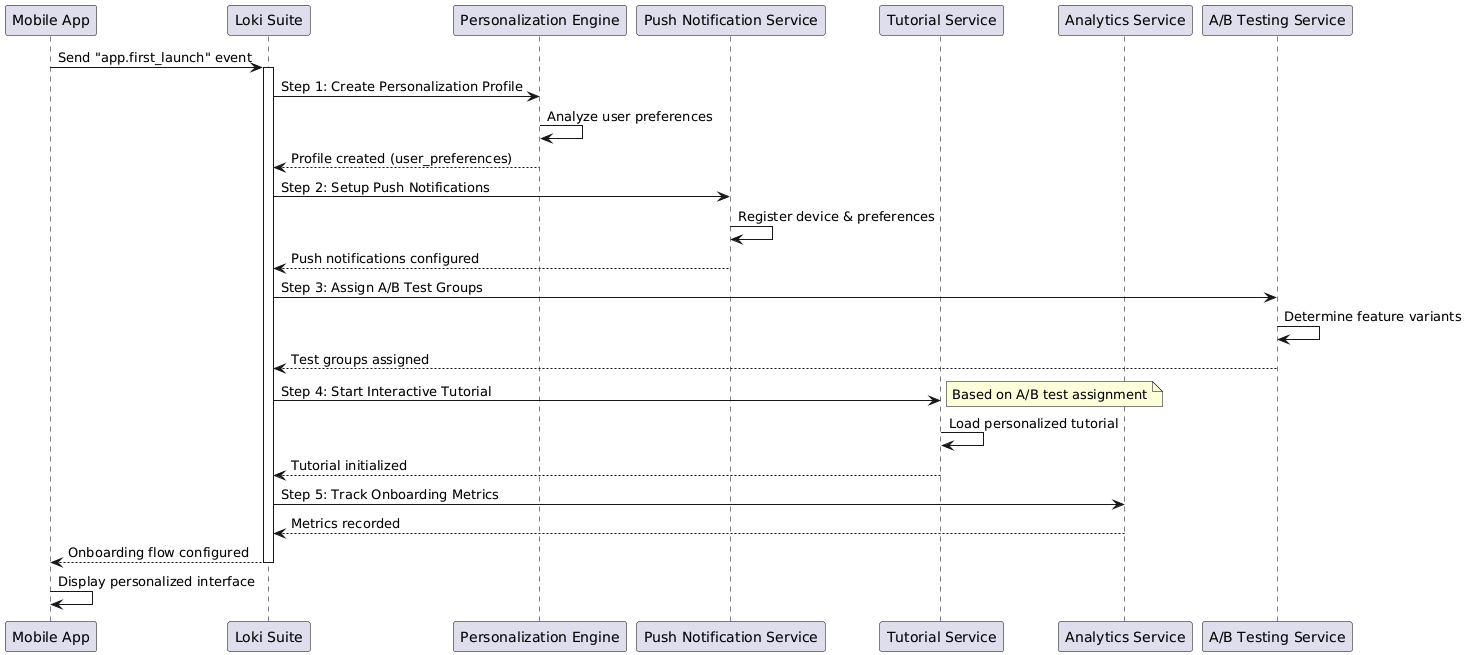 Mobile App
Loki Suite
Personalization Engine
Push Notification Service
Tutorial Service
Analytics Service
A/B Testing Service
Send "app.first_launch" event
Step 1: Create Personalization Profile
Analyze user preferences
Profile created (user_preferences)
Step 2: Setup Push Notifications
Register device & preferences
Push notifications configured
Step 3: Assign A/B Test Groups
Determine feature variants
Test groups assigned
Step 4: Start Interactive Tutorial
Based on A/B test assignment
Load personalized tutorial
Tutorial initialized
Step 5: Track Onboarding Metrics
Metrics recorded
Onboarding flow configured
Display personalized interface
Mobile App
Loki Suite
Personalization Engine
Push Notification Service
Tutorial Service
Analytics Service
A/B Testing Service